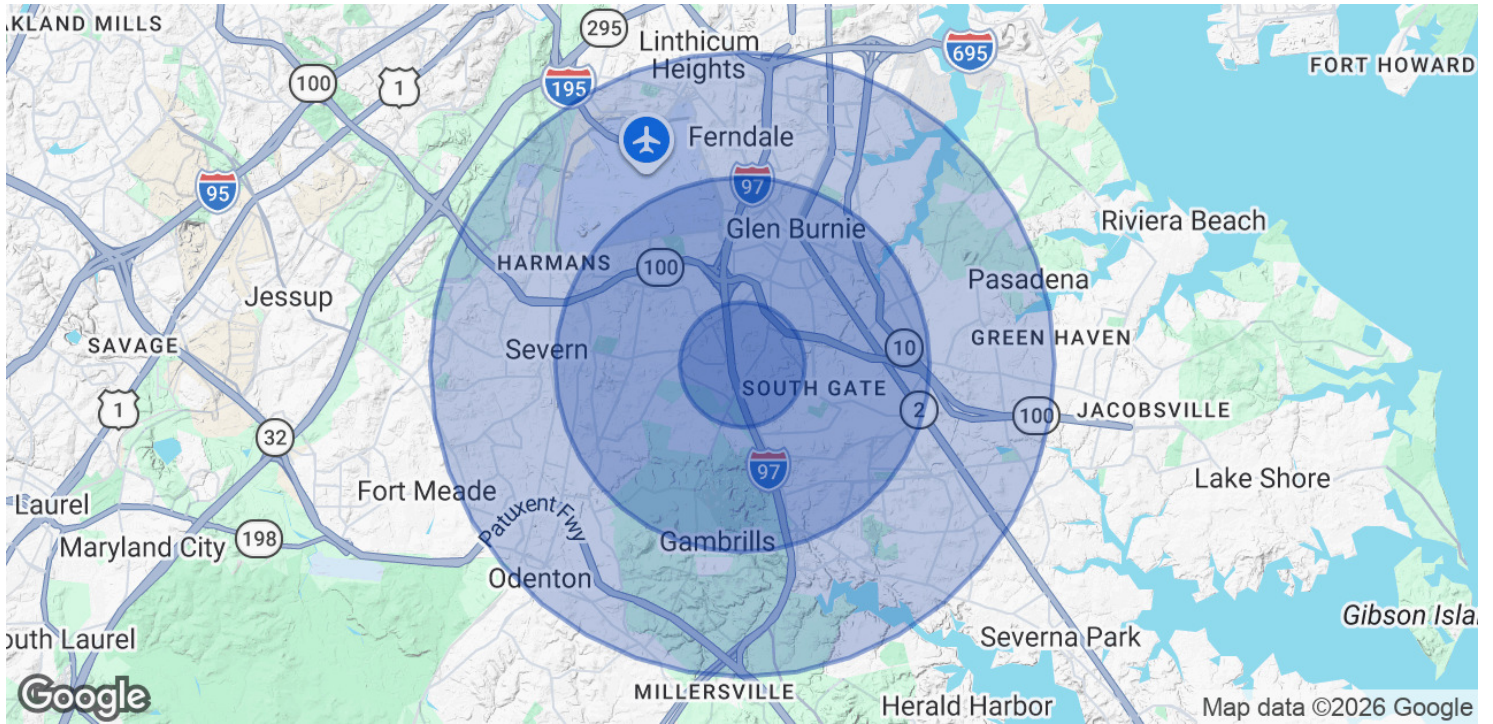 AKLAND MILLS
295
Linthicum
Heights
695
FORT HOWARD
100
1
195
Ferndale
95
97
Riviera Beach
Glen Burnie
HARMANS
100
Pasadena
Jessup
GREEN HAVEN
SAVAGE
Severn
10
SOUTH GATE
1
2
100
JACOBSVILLE
32
97
Lake Shore
Fort Meade
Laurel
Patuxent Fwy
198
Maryland City
Gambrills
Odenton
Gibson Isla
outh Laurel
Severna Park
MILLERSVILLE
Herald Harbor
Google
Map data ©2026 Google